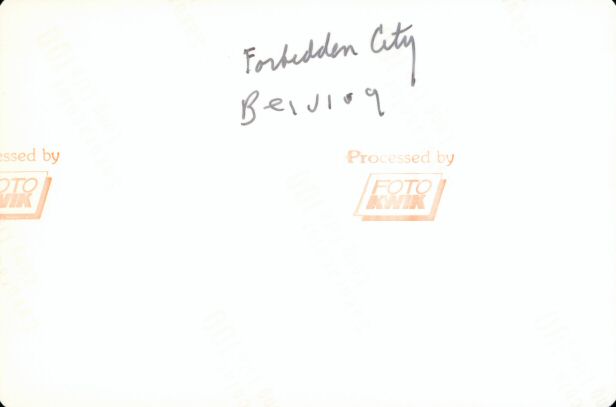 Forbidden City
Beijing
essed by
FOTO
KWIK
Processed by
FOTO
KWIK